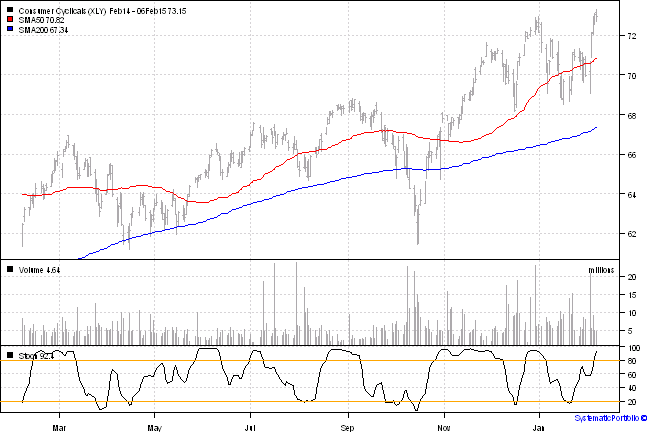 Consumer Cyclicals (XLY) Feb14 - 06Feb15 73.15
SMA50 70.82
SMA200 67.34
72
70
68
66
64
62
Volume 4.64
millions
20
15
10
5
Stoch 92.4
100
80
60
40
20
Mar May Jul Sep Nov Jan
SystematicPortfolio ©